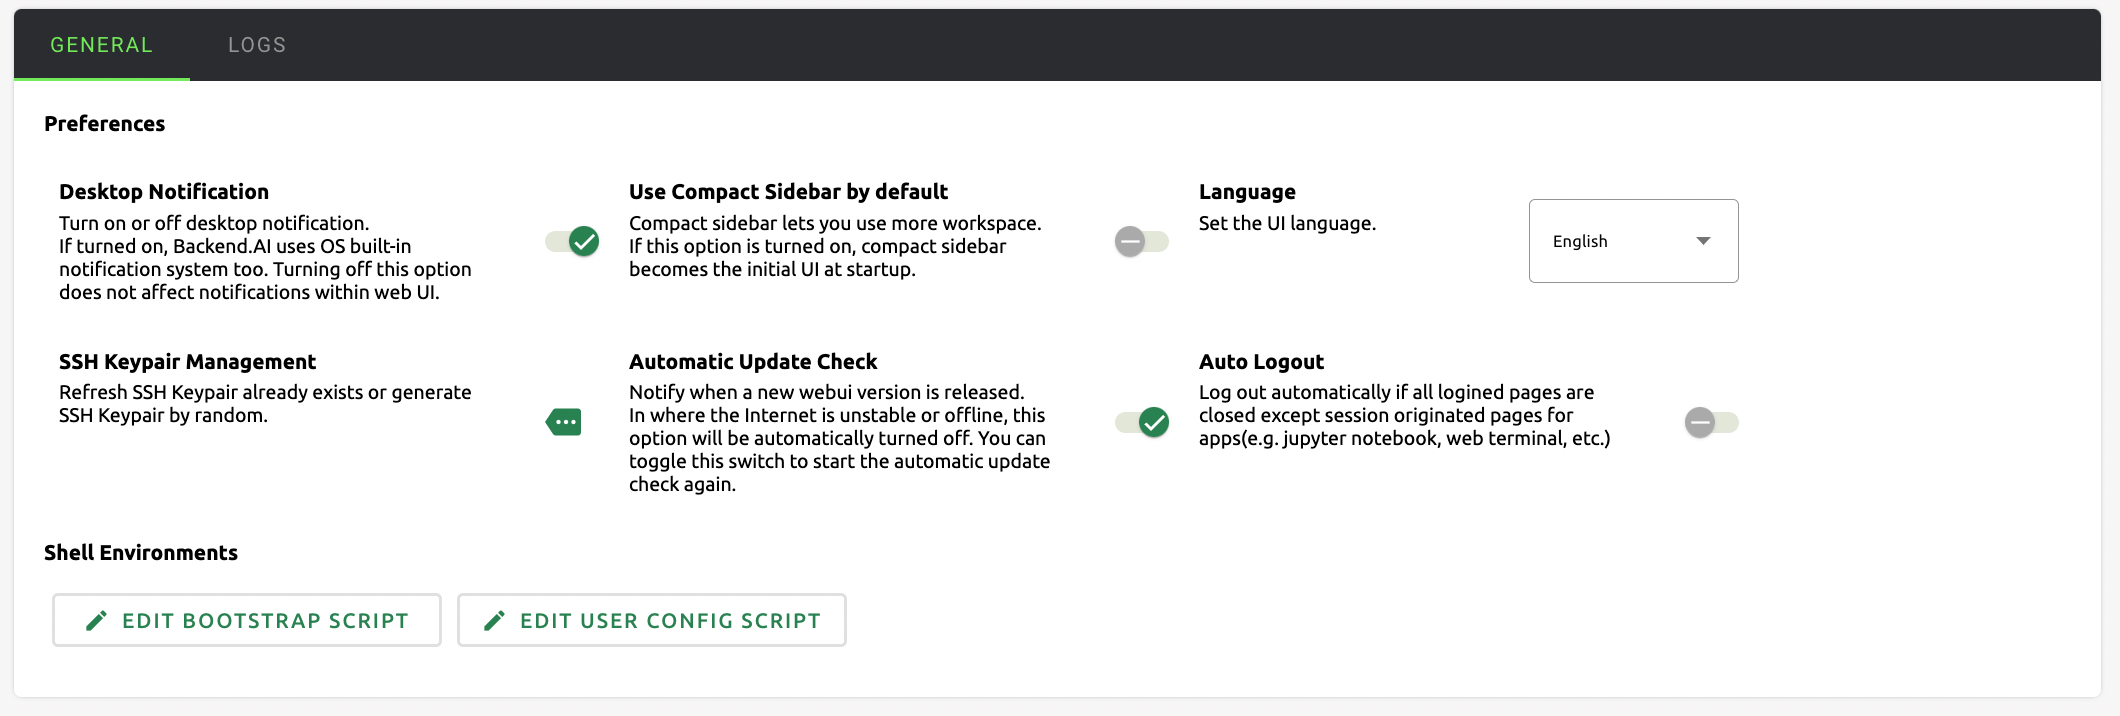 GENERAL
LOGS
Preferences
Desktop Notification
Turn on or off desktop notification.
If turned on, Backend.AI uses OS built-in
notification system too. Turning off this option
does not affect notifications within web UI.
Use Compact Sidebar by default
Compact sidebar lets you use more workspace.
If this option is turned on, compact sidebar
becomes the initial UI at startup.
Language
Set the UI language.
English
SSH Keypair Management
Refresh SSH Keypair already exists or generate
SSH Keypair by random.
Automatic Update Check
Notify when a new webui version is released.
In where the Internet is unstable or offline, this
option will be automatically turned off. You can
toggle this switch to start the automatic update
check again.
Auto Logout
Log out automatically if all logined pages are
closed except session originated pages for
apps(e.g. jupyter notebook, web terminal, etc.)
Shell Environments
EDIT BOOTSTRAP SCRIPT
EDIT USER CONFIG SCRIPT